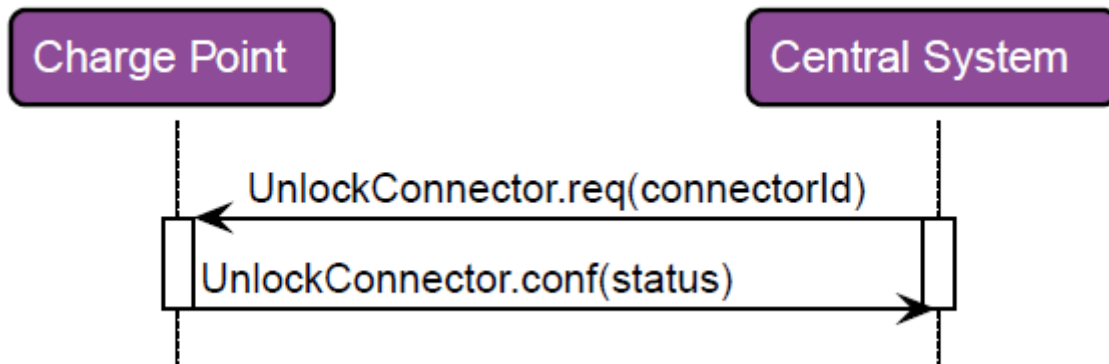 Charge Point
Central System
UnlockConnector.req(connectorId)
UnlockConnector.conf(status)